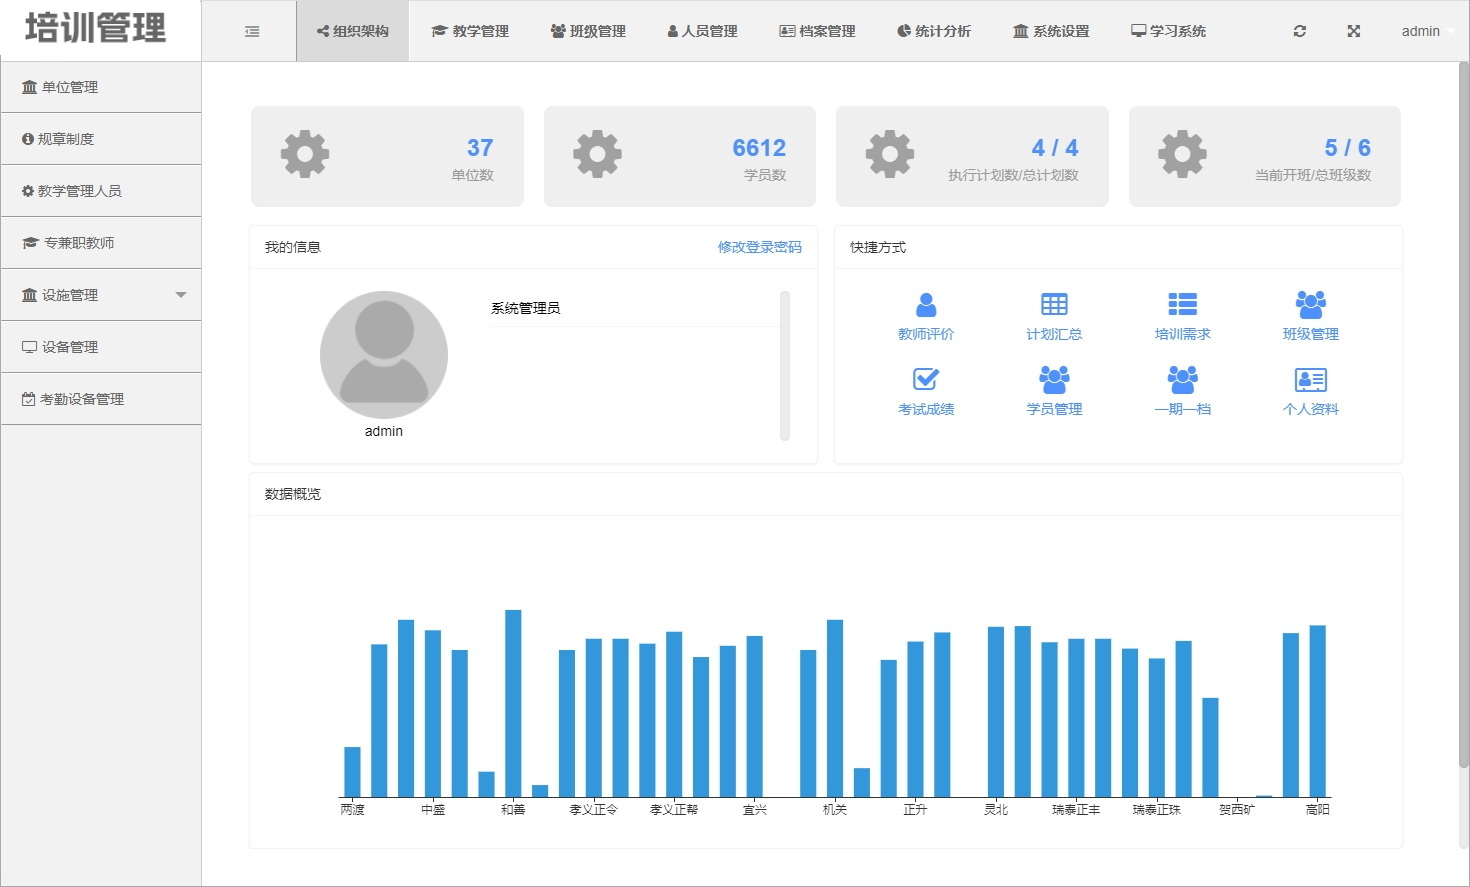 培训管理
组织架构 教学管理 班级管理 人员管理 档案管理 统计分析 系统设置 学习系统 admin
单位管理
规章制度
教学管理人员
专兼职教师
设施管理
设备管理
考勤设备管理
37
单位数
6612
学员数
4 / 4
执行计划数/总计划数
5 / 6
当前开班/总班级数
我的信息 修改登录密码
系统管理员
admin
快捷方式
教师评价 计划汇总 培训需求 班级管理
考试成绩 学员管理 一期一档 个人资料
数据概览
两渡 中盛 和善 孝义正令 孝义正帮 宜兴 机关 正升 灵北 瑞泰正丰 瑞泰正珠 贺西矿 高阳